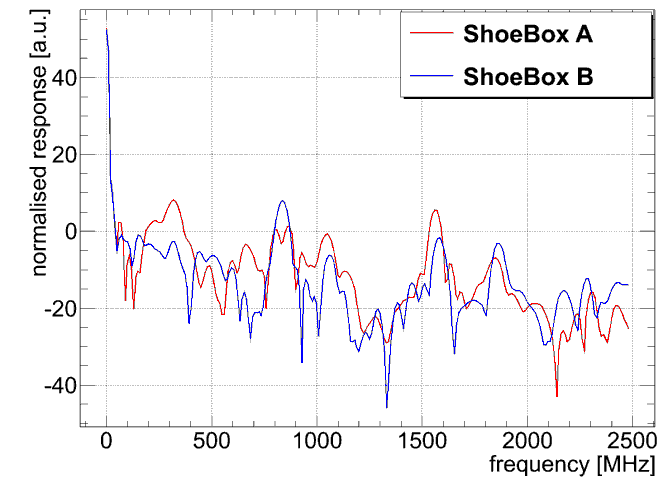 normalised response [a.u.]
ShoeBox A
ShoeBox B
40
20
0
-20
-40
0 500 1000 1500 2000 2500
frequency [MHz]